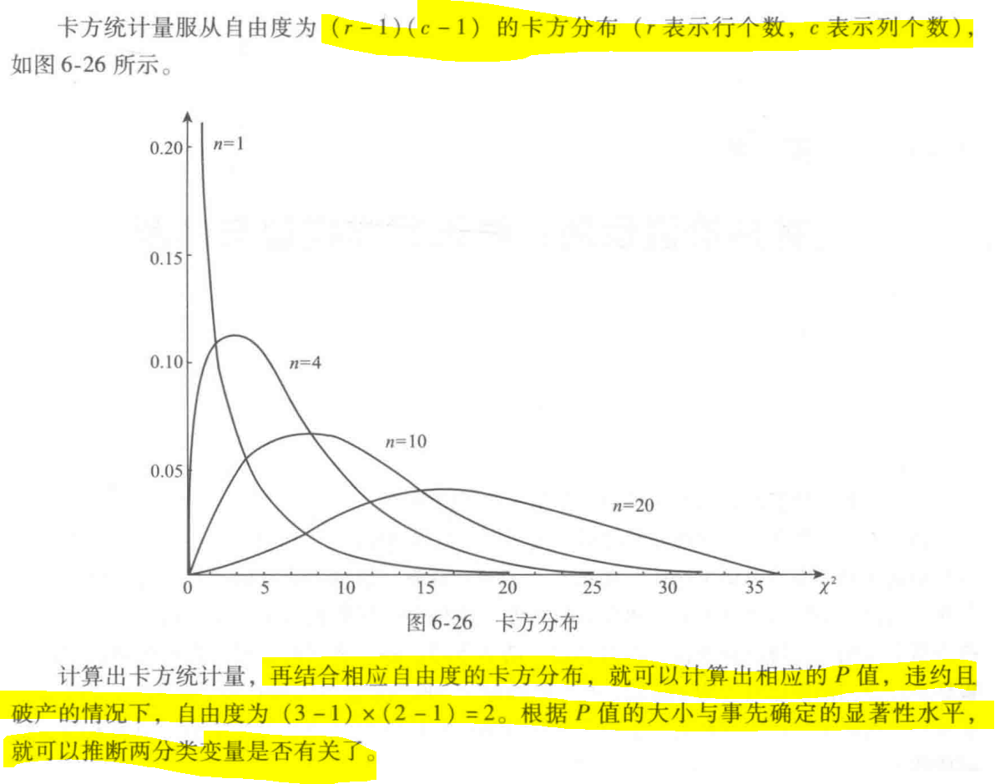 卡方统计量服从自由度为（r－1）(c－1）的卡方分布（r 表示行个数，c 表示列个数），
如图 6-26 所示。
0.20
n=1
0.15
0.10
n=4
n=10
0.05
n=20
0 5 10 15 20 25 30 35 χ²
图 6-26 卡方分布
计算出卡方统计量，再结合相应自由度的卡方分布，就可以计算出相应的 P 值，违约且
破产的情况下，自由度为（3－1）×(2－1）＝2。根据 P 值的大小与事先确定的显著性水平，
就可以推断两分类变量是否有关了。